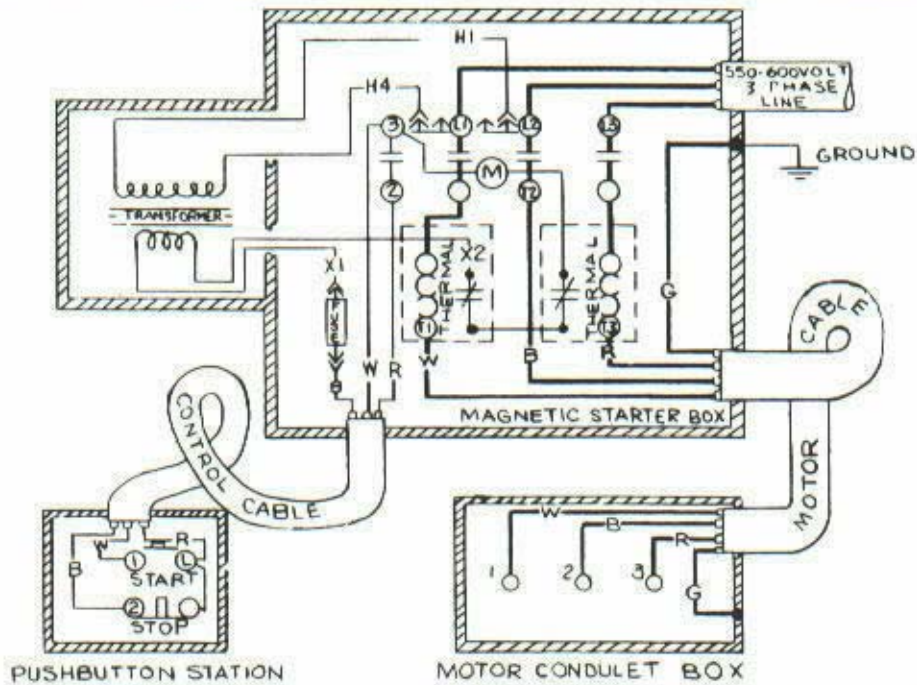 H1
550-600 VOLT
3 PHASE
LINE
H4
3
L1
L2
L3
GROUND
M
2
T2
TRANSFORMER
X1
X2
THERMAL
THERMAL
FUSE
T1
T3
G
CABLE
W
R
B
W
B
R
MAGNETIC STARTER BOX
CONTROL CABLE
MOTOR
W
B
R
1
2
3
G
B
W
R
1
L
START
2
STOP
PUSHBUTTON STATION
MOTOR CONDULET BOX